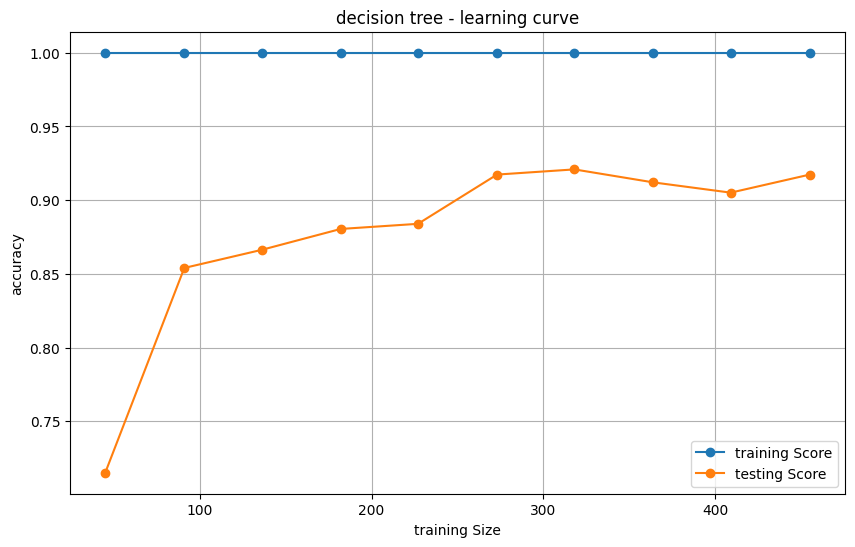 decision tree - learning curve
1.00
0.95
0.90
0.85
0.80
0.75
accuracy
100
200
300
400
training Size
training Score
testing Score